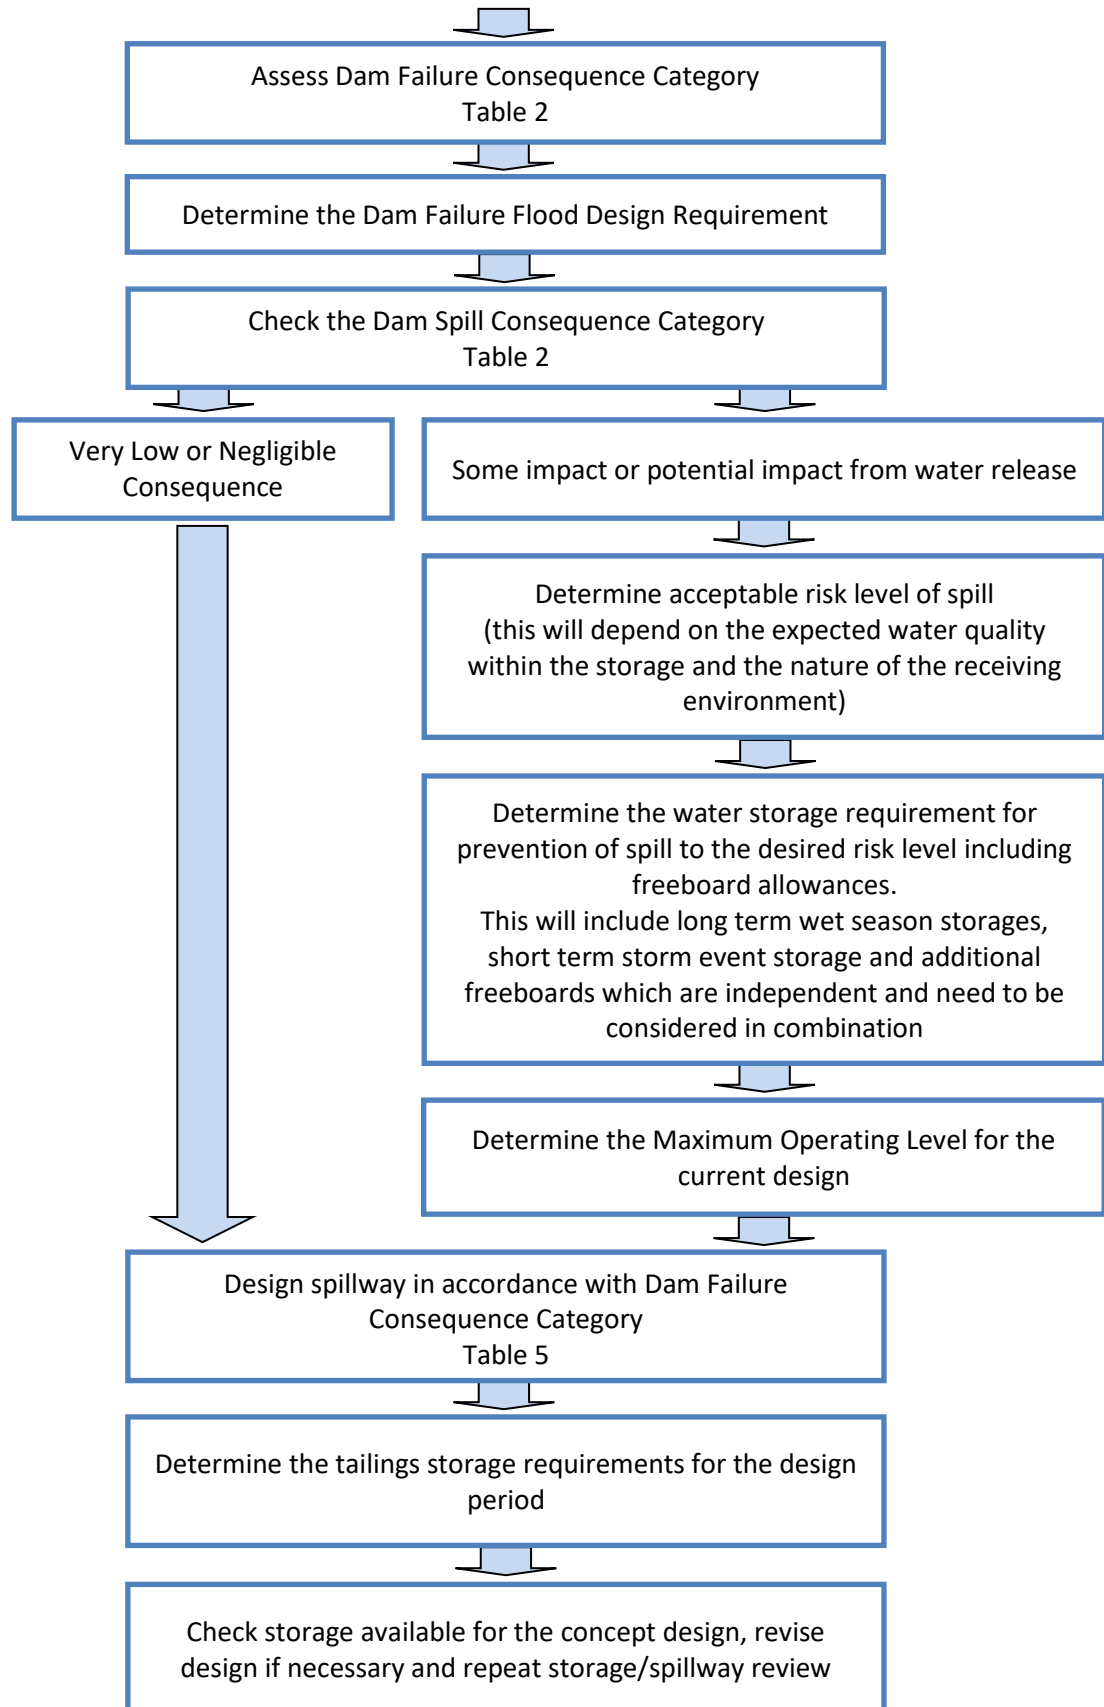 Assess Dam Failure Consequence Category
Table 2
Determine the Dam Failure Flood Design Requirement
Check the Dam Spill Consequence Category
Table 2
Very Low or Negligible
Consequence
Some impact or potential impact from water release
Determine acceptable risk level of spill
(this will depend on the expected water quality
within the storage and the nature of the receiving
environment)
Determine the water storage requirement for
prevention of spill to the desired risk level including
freeboard allowances.
This will include long term wet season storages,
short term storm event storage and additional
freeboards which are independent and need to be
considered in combination
Determine the Maximum Operating Level for the
current design
Design spillway in accordance with Dam Failure
Consequence Category
Table 5
Determine the tailings storage requirements for the design
period
Check storage available for the concept design, revise
design if necessary and repeat storage/spillway review